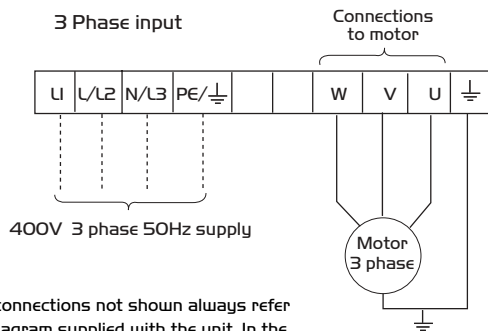 3 Phase input
Connections
to motor
L1 L/L2 N/L3 PE/⏚ W V U ⏚
400V 3 phase 50Hz supply
Motor
3 phase
connections not shown always refer
agram supplied with the unit. In the